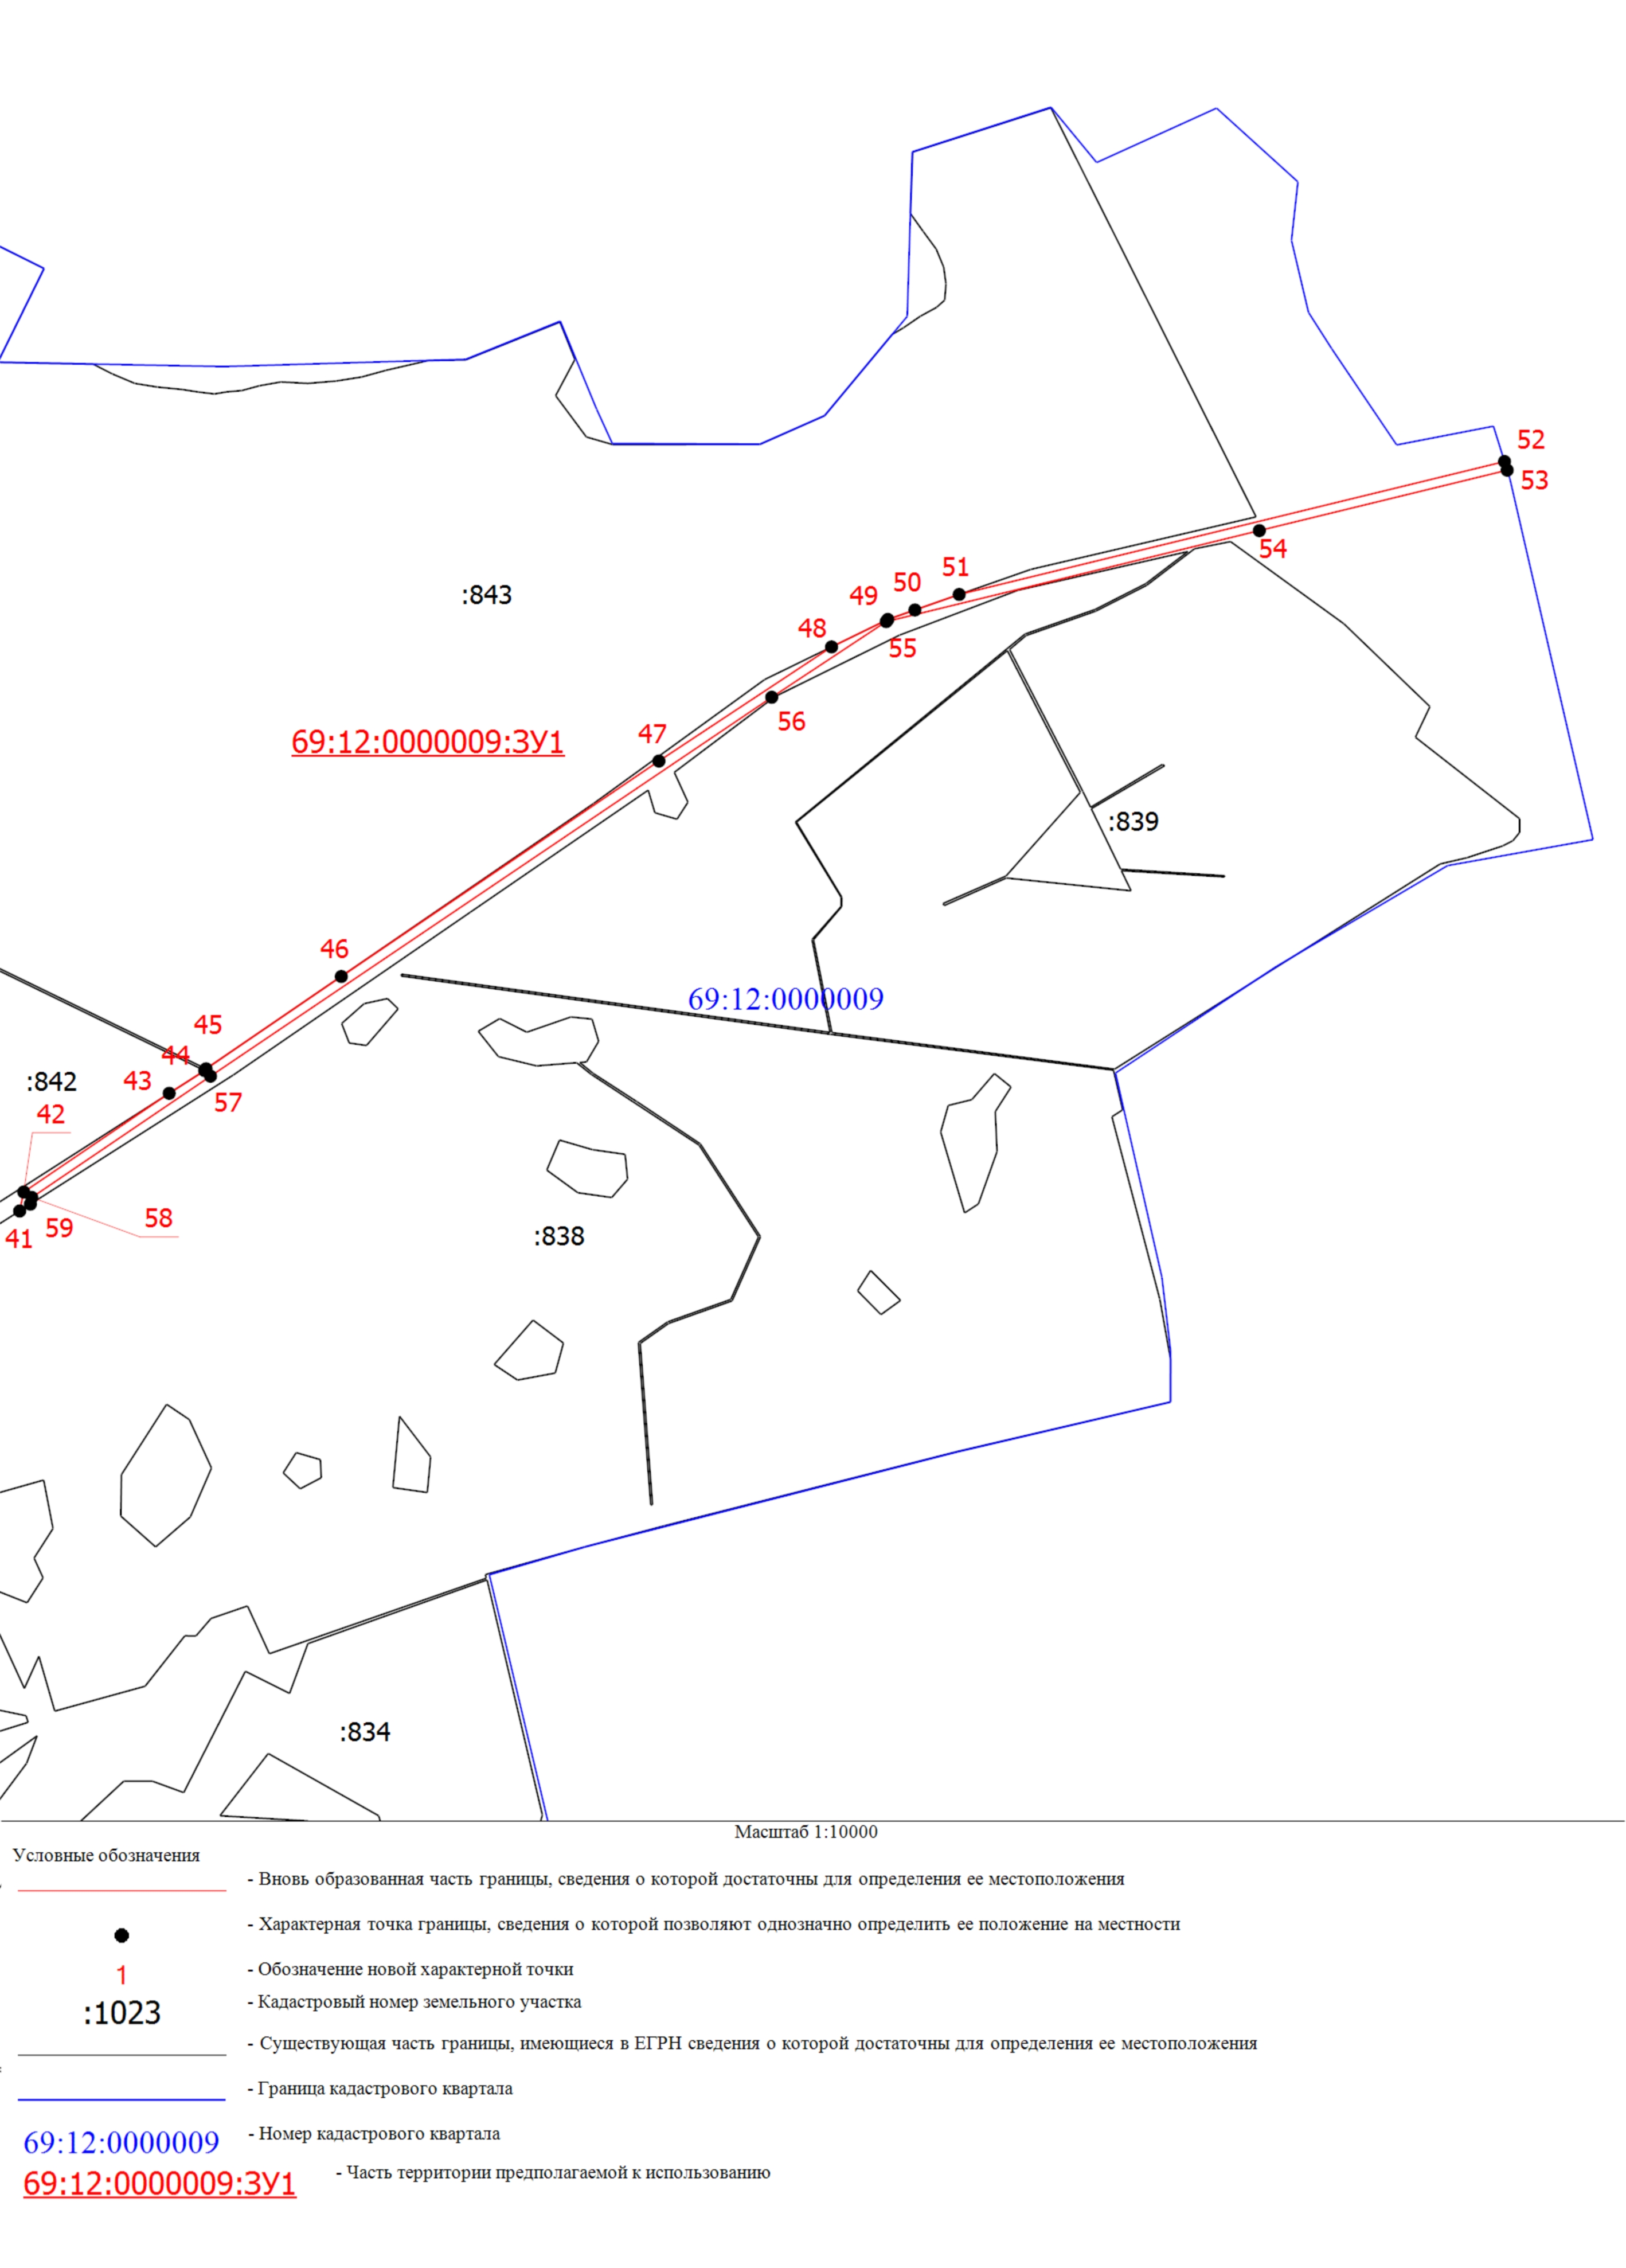 52
53
54
51
50
49
:843
48
55
47
56
69:12:0000009:ЗУ1
:839
46
69:12:0000009
45
44
43
:842
57
42
58
59
41
:838
:834
Масштаб 1:10000
Условные обозначения
- Вновь образованная часть границы, сведения о которой достаточны для определения ее местоположения
- Характерная точка границы, сведения о которой позволяют однозначно определить ее положение на местности
1
- Обозначение новой характерной точки
:1023
- Кадастровый номер земельного участка
- Существующая часть границы, имеющиеся в ЕГРН сведения о которой достаточны для определения ее местоположения
- Граница кадастрового квартала
69:12:0000009
- Номер кадастрового квартала
69:12:0000009:ЗУ1
- Часть территории предполагаемой к использованию